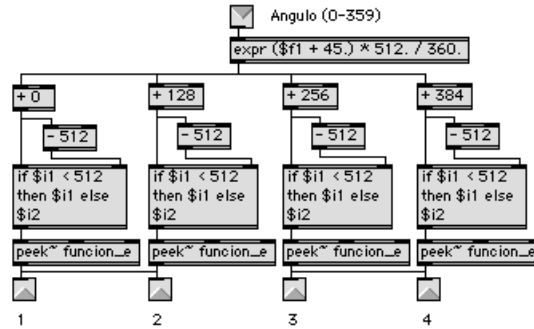 Angulo (0-359)
expr ($f1 + 45.) * 512. / 360.
+ 0
+ 128
+ 256
+ 384
- 512
- 512
- 512
- 512
if $i1 < 512
then $i1 else
$i2
if $i1 < 512
then $i1 else
$i2
if $i1 < 512
then $i1 else
$i2
if $i1 < 512
then $i1 else
$i2
peek~ funcion_e
peek~ funcion_e
peek~ funcion_e
peek~ funcion_e
1
2
3
4